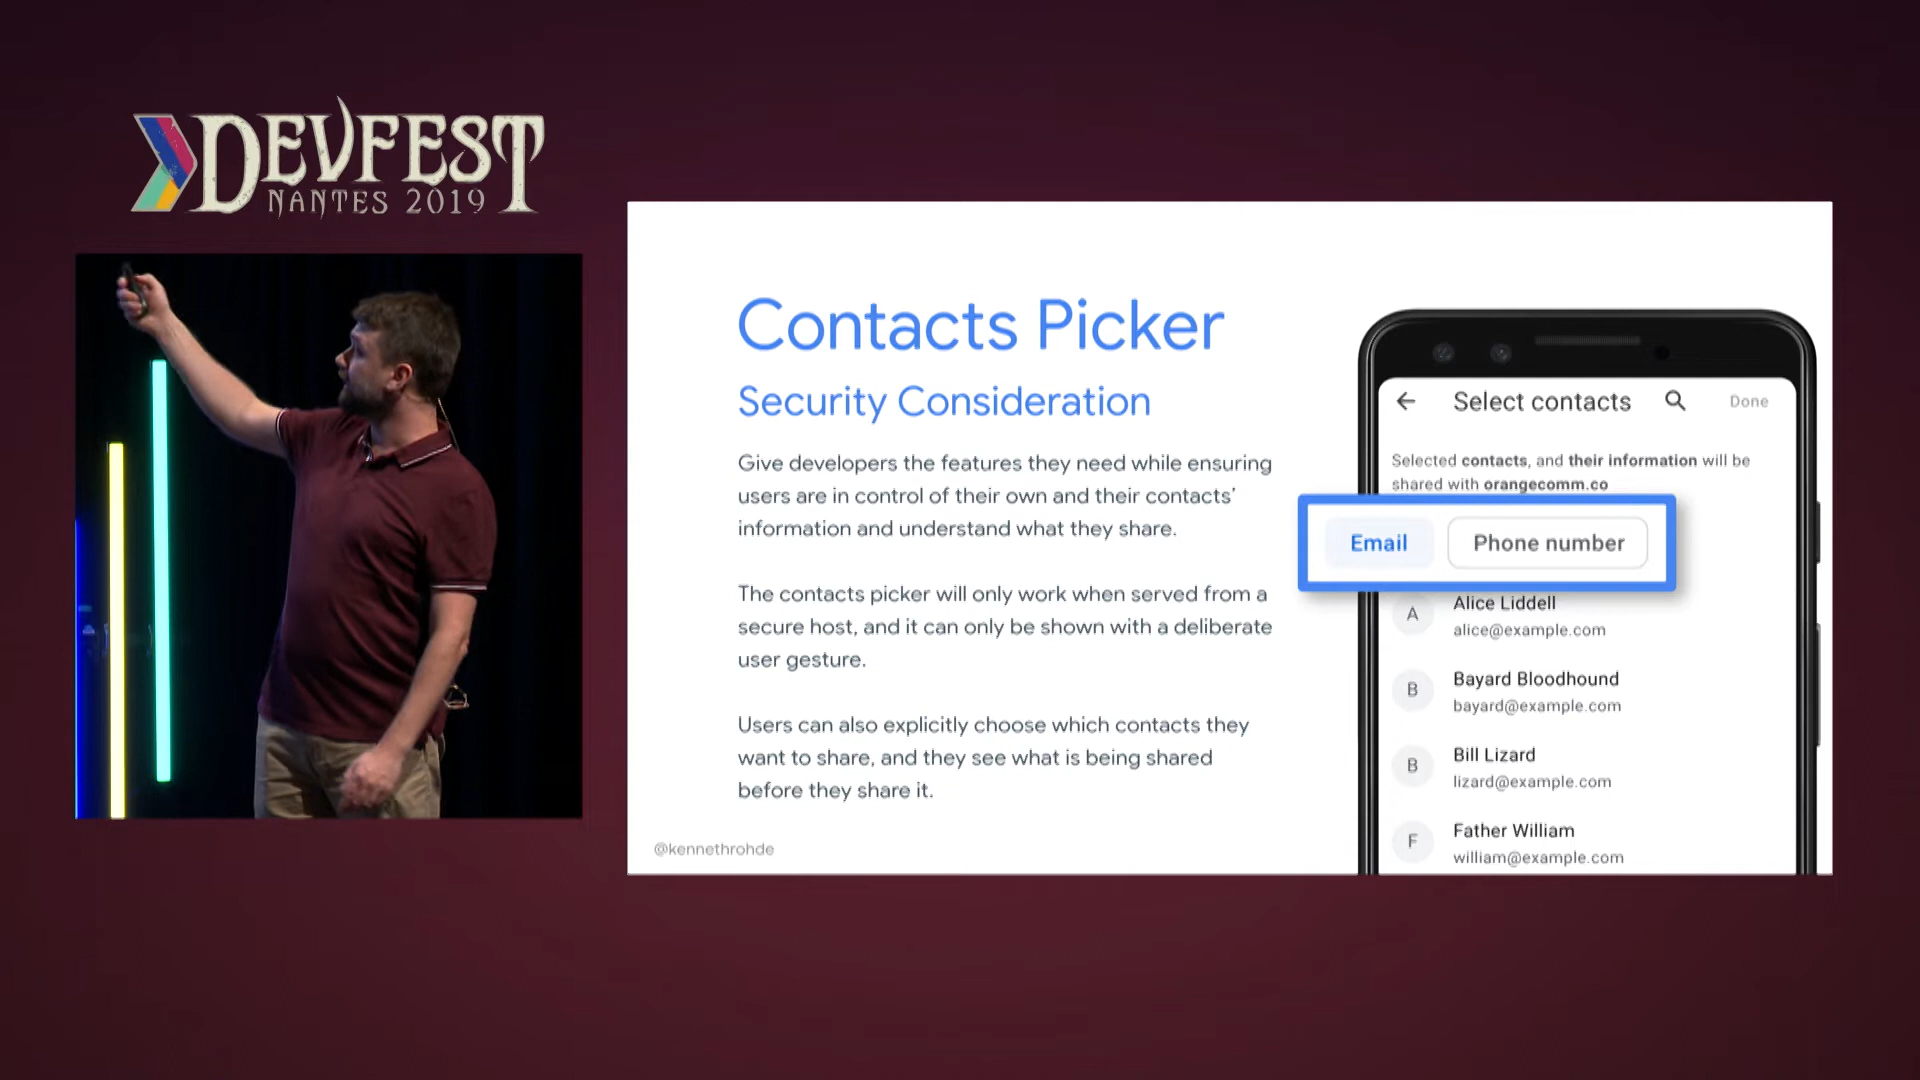 DEVFEST
NANTES 2019
Contacts Picker
Security Consideration
Give developers the features they need while ensuring
users are in control of their own and their contacts'
information and understand what they share.
The contacts picker will only work when served from a
secure host, and it can only be shown with a deliberate
user gesture.
Users can also explicitly choose which contacts they
want to share, and they see what is being shared
before they share it.
@kennethrohde
Select contacts
Done
Selected contacts, and their information will be
shared with orangecomm.co
Email
Phone number
A
Alice Liddell
alice@example.com
B
Bayard Bloodhound
bayard@example.com
B
Bill Lizard
lizard@example.com
F
Father William
william@example.com